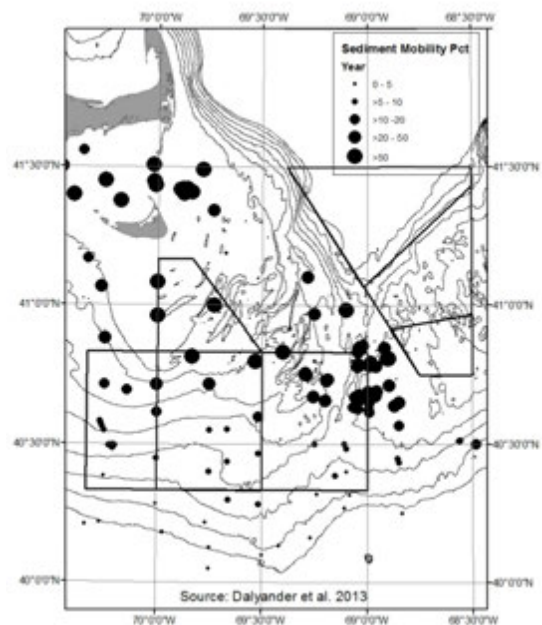 70°0'0"W 69°30'0"W 69°0'0"W 68°30'0"W
Sediment Mobility Pct
Year
0 - 5
>5 - 10
>10 - 20
>20 - 50
>50
41°30'0"N 41°30'0"N
41°0'0"N 41°0'0"N
40°30'0"N 40°30'0"N
40°0'0"N 40°0'0"N
Source: Dalyander et al. 2013
70°0'0"W 69°30'0"W 69°0'0"W 68°30'0"W